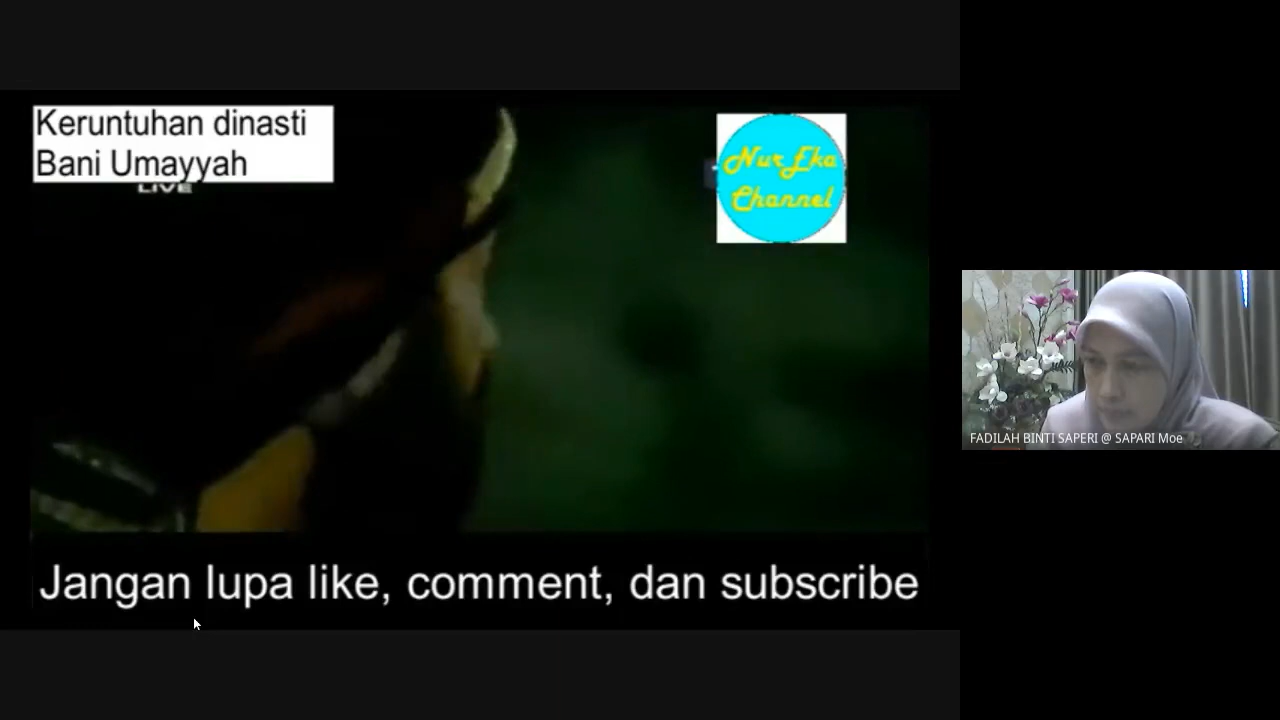 Keruntuhan dinasti
Bani Umayyah
LIVE
Nur Eka
Channel
FADILAH BINTI SAPERI @ SAPARI Moe
Jangan lupa like, comment, dan subscribe